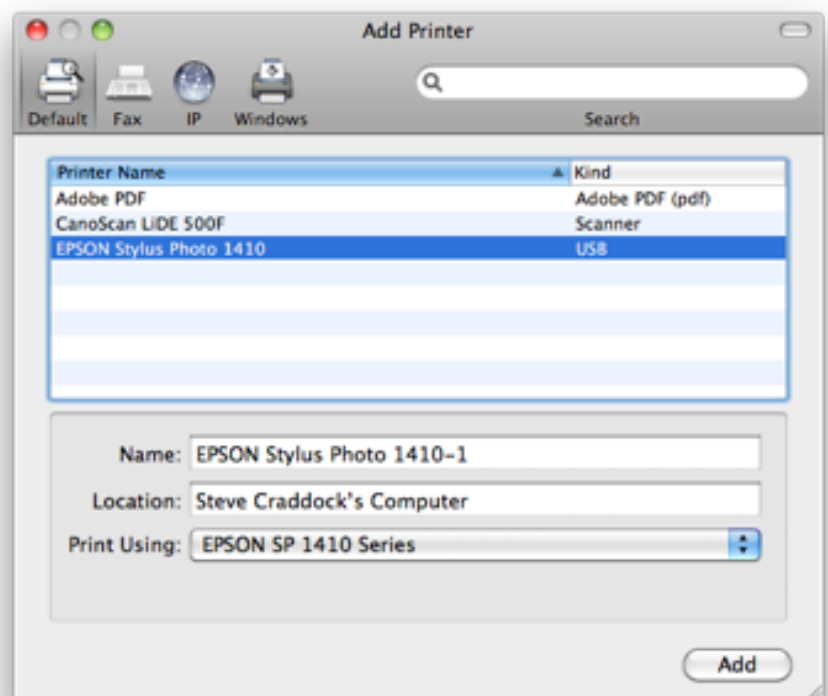 Add Printer
Default Fax IP Windows Search
Printer Name Kind
Adobe PDF Adobe PDF (pdf)
CanoScan LiDE 500F Scanner
EPSON Stylus Photo 1410 USB
Name: EPSON Stylus Photo 1410-1
Location: Steve Craddock's Computer
Print Using: EPSON SP 1410 Series
Add